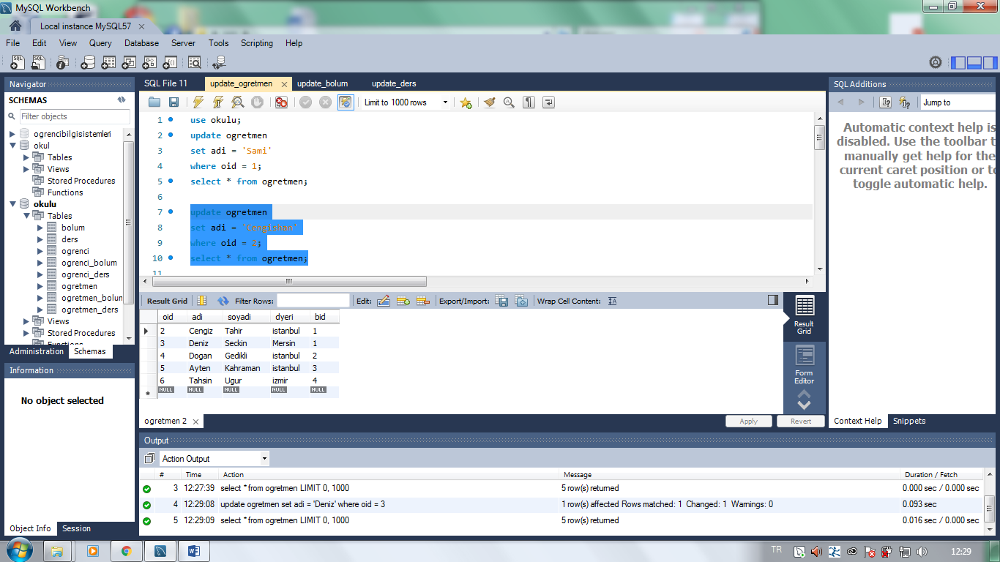 MySQL Workbench
Local instance MySQL57
File Edit View Query Database Server Tools Scripting Help
Navigator
SCHEMAS
Filter objects
ogrencibilgisistemleri
okul
Tables
Views
Stored Procedures
Functions
okulu
Tables
bolum
ders
ogrenci
ogrenci_bolum
ogrenci_ders
ogretmen
ogretmen_bolun
ogretmen_ders
Views
Stored Procedures
Functions
Administration Schemas
Information
No object selected
Object Info Session
SQL File 11 update_ogretmen update_bolum update_ders
Limit to 1000 rows
1 use okulu;
2 update ogretmen
3 set adi = 'Sami'
4 where oid = 1;
5 select * from ogretmen;
6
7 update ogretmen
8 set adi = 'Cengizhan'
9 where oid = 2;
10 select * from ogretmen;
11
Result Grid Filter Rows: Edit: Export/Import: Wrap Cell Content:
oid adi soyadi dyeri bid
2 Cengiz Tahir istanbul 1
3 Deniz Seckin Mersin 1
4 Dogan Gedikli istanbul 2
5 Ayten Kahraman istanbul 3
6 Tahsin Ugur izmir 4
NULL NULL NULL NULL NULL
Result
Grid
Form
Editor
ogretmen 2
Apply Revert
Output
Action Output
# Time Action Message Duration / Fetch
3 12:27:39 select * from ogretmen LIMIT 0, 1000 5 row(s) returned 0.000 sec / 0.000 sec
4 12:29:08 update ogretmen set adi = 'Deniz' where oid = 3 1 row(s) affected Rows matched: 1 Changed: 1 Warnings: 0 0.093 sec
5 12:29:09 select * from ogretmen LIMIT 0, 1000 5 row(s) returned 0.016 sec / 0.000 sec
SQL Additions
Jump to
Automatic context help is
disabled. Use the toolbar t
manually get help for the
current caret position or to
toggle automatic help.
Context Help Snippets
TR
12:29